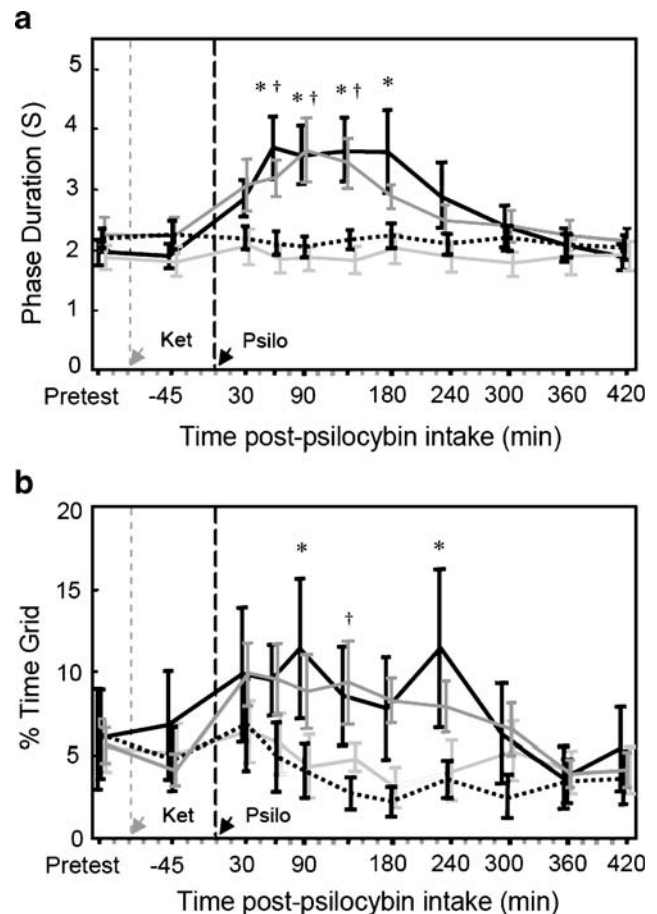 a
5
* † * † * † *
4
3
2
1
0
Phase Duration (S)
Ket Psilo
Pretest -45 30 90 180 240 300 360 420
Time post-psilocybin intake (min)
b
20
15
10
5
0
* *
†
% Time Grid
Ket Psilo
Pretest -45 30 90 180 240 300 360 420
Time post-psilocybin intake (min)